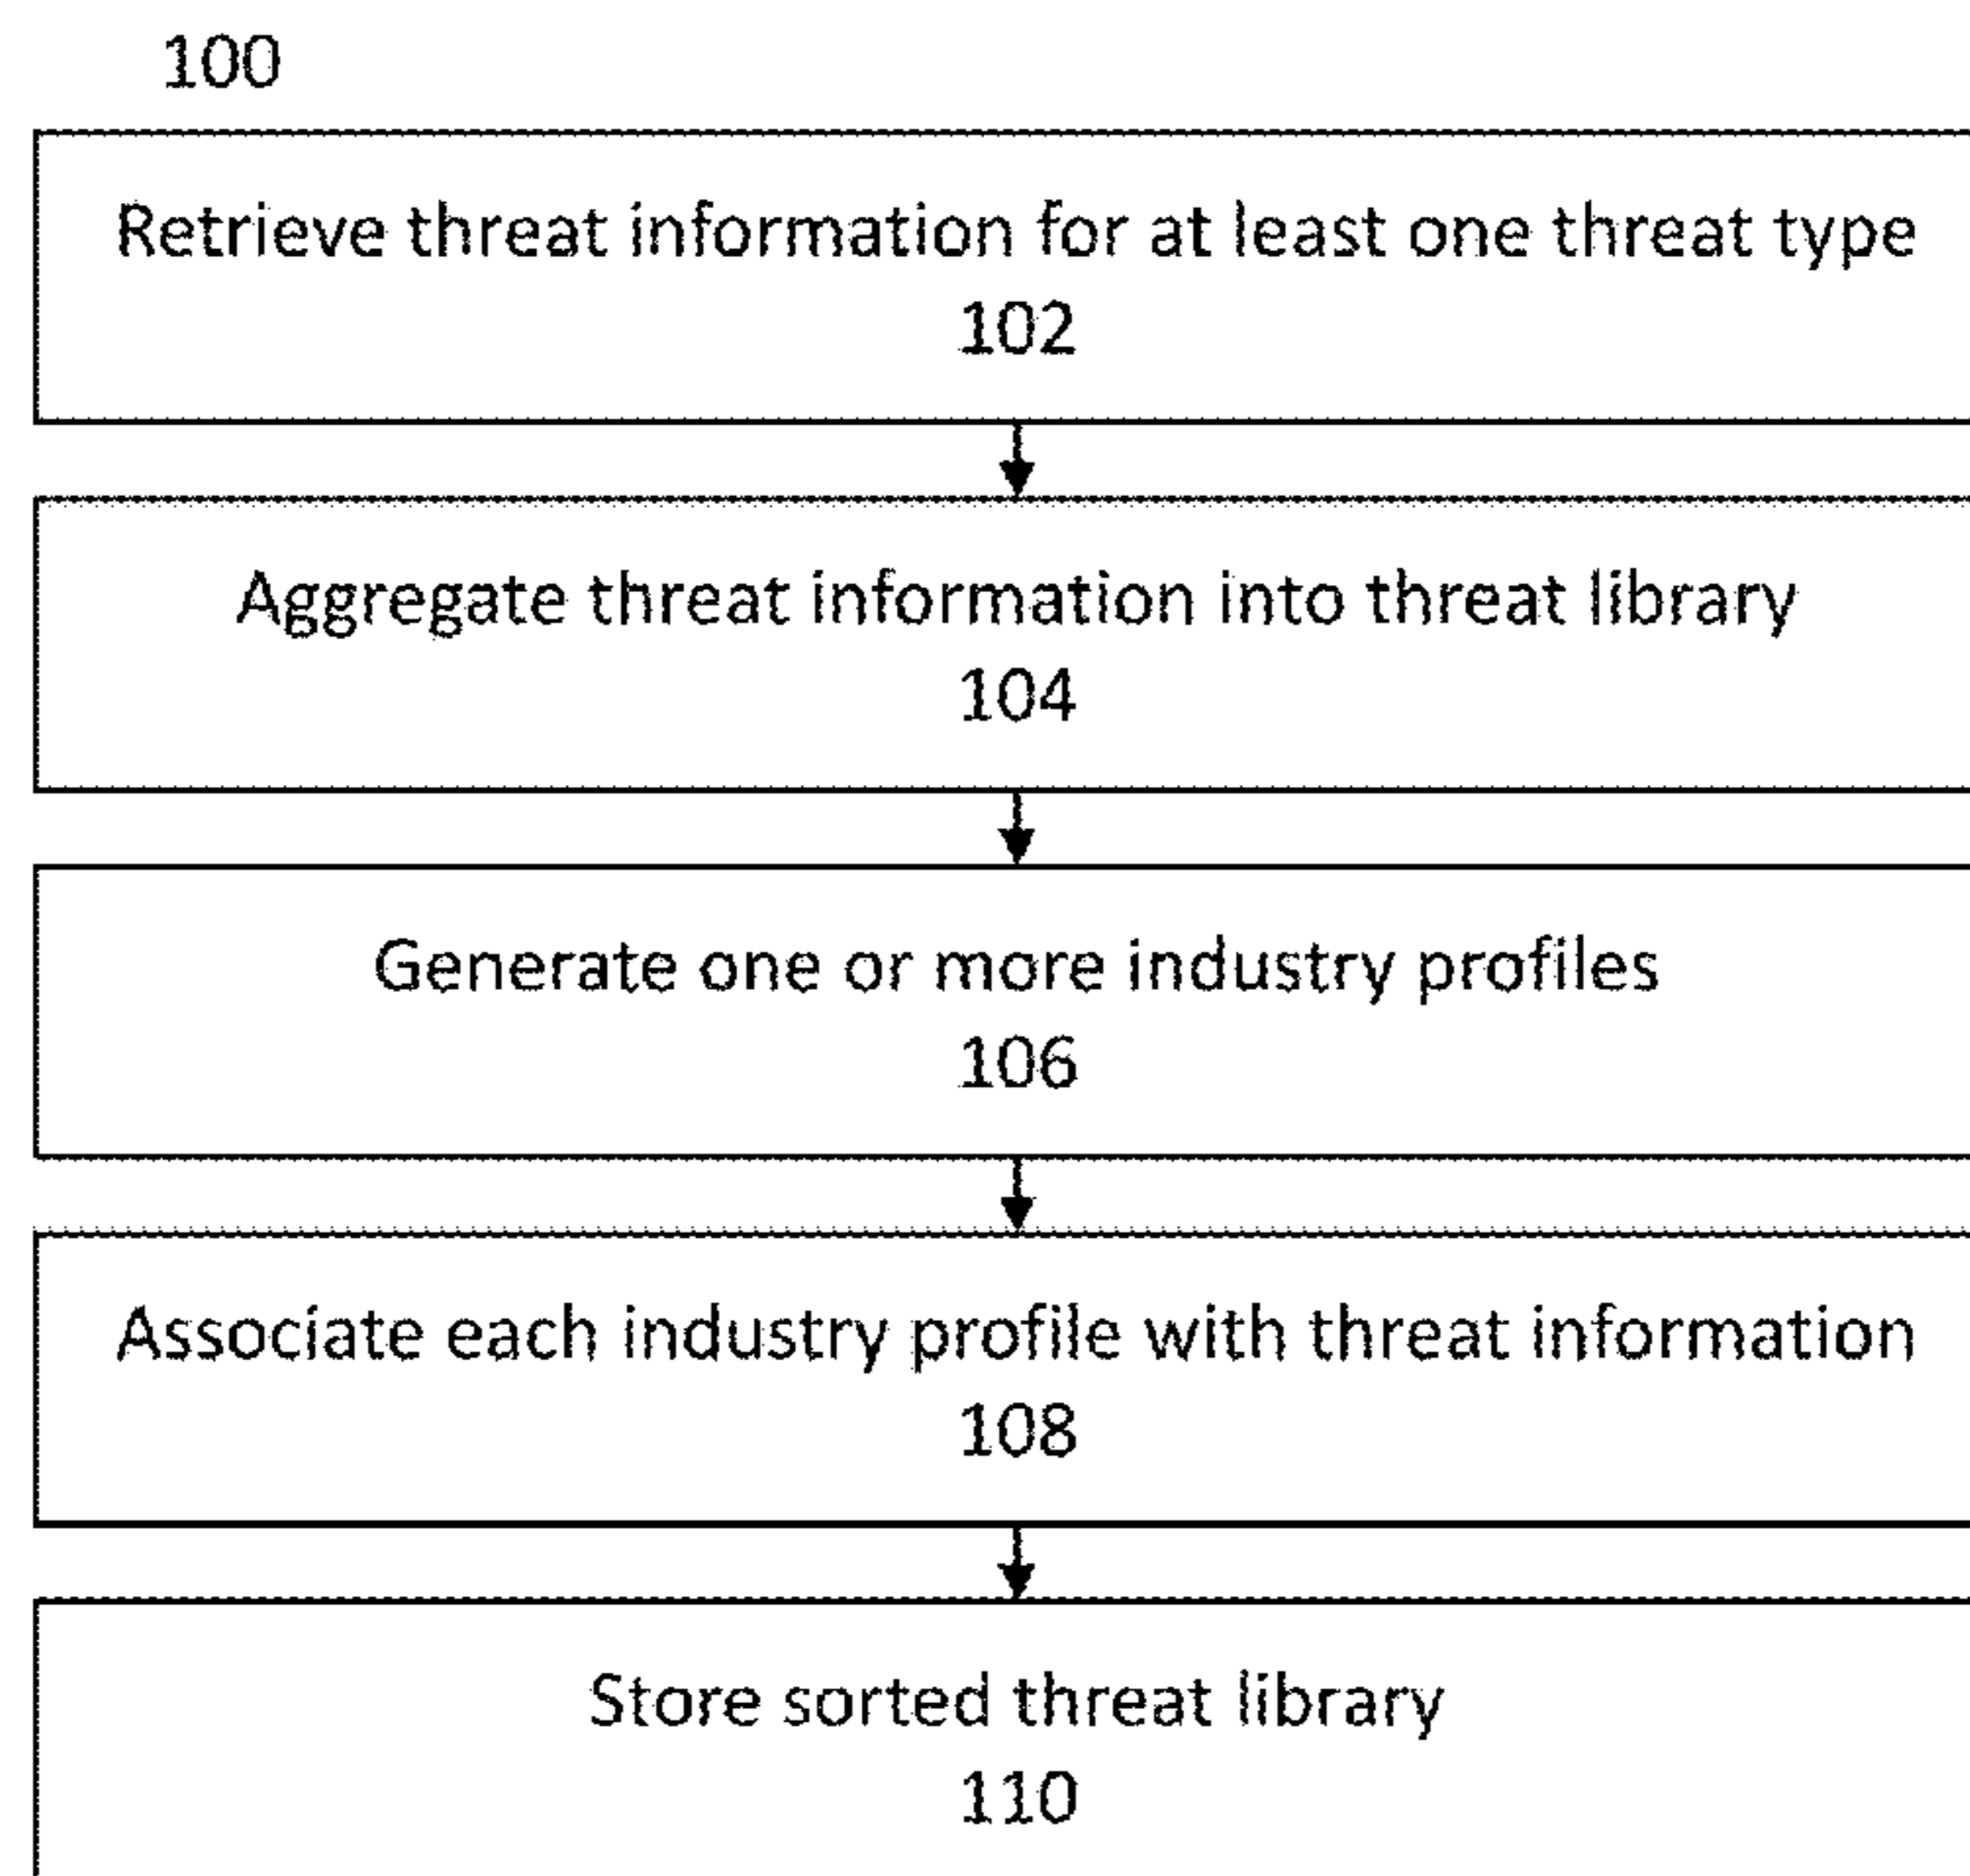 100
Retrieve threat information for at least one threat type
102
Aggregate threat information into threat library
104
Generate one or more industry profiles
106
Associate each industry profile with threat information
108
Store sorted threat library
110